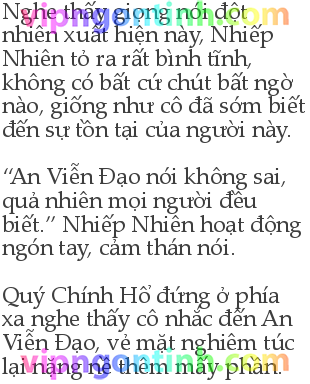 Nghe thấy giọng nói đột
vipngontinh.com
nhiên xuất hiện này, Nhiếp
Nhiên tỏ ra rất bình tĩnh,
không có bất cứ chút bất ngờ
nào, giống như cô đã sớm biết
đến sự tồn tại của người này.
“An Viễn Đạo nói không sai,
quả nhiên mọi người đều
biết.” Nhiếp Nhiên hoạt động
ngón tay, cảm thán nói.
Quý Chính Hổ đứng ở phía
xa nghe thấy cô nhắc đến An
Viễn Đạo, vẻ mặt nghiêm túc
vipngontinh.com
lại nặng nề thêm mấy phần.